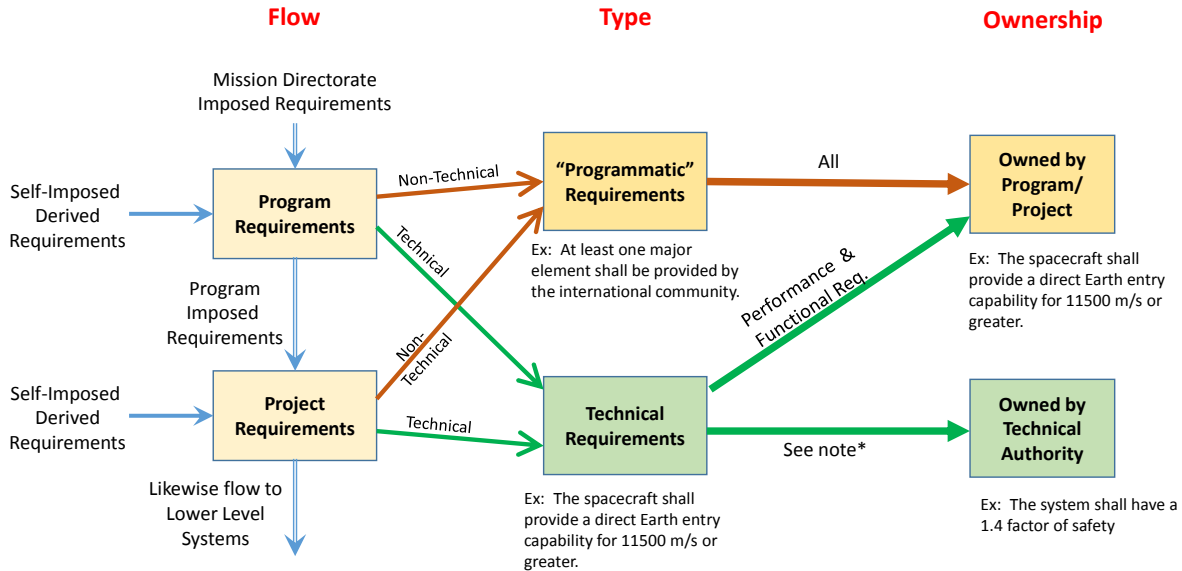 Flow
Type
Ownership
Mission Directorate
Imposed Requirements
Self-Imposed
Derived
Requirements
Program
Requirements
Non-Technical
Technical
“Programmatic”
Requirements
All
Owned by
Program/
Project
Ex:  At least one major
element shall be provided by
the international community.
Ex:  The spacecraft shall
provide a direct Earth entry
capability for 11500 m/s or
greater.
Program
Imposed
Requirements
Non-
Technical
Performance  &
Functional Req.
Self-Imposed
Derived
Requirements
Project
Requirements
Technical
Technical
Requirements
See note*
Owned by
Technical
Authority
Likewise flow to
Lower Level
Systems
Ex:  The spacecraft shall
provide a direct Earth entry
capability for 11500 m/s or
greater.
Ex:  The system shall have a
1.4 factor of safety